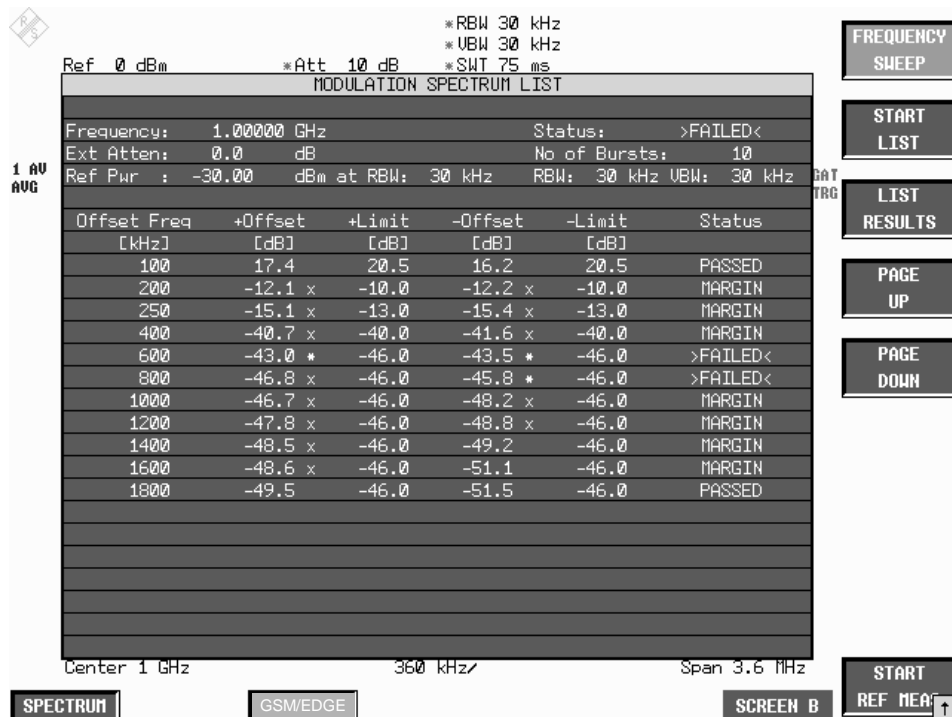 R S
*RBW 30 kHz
*VBW 30 kHz
Ref 0 dBm *Att 10 dB *SWT 75 ms
MODULATION SPECTRUM LIST
Frequency: 1.00000 GHz Status: >FAILED<
Ext Atten: 0.0 dB No of Bursts: 10
Ref Pwr : -30.00 dBm at RBW: 30 kHz RBW: 30 kHz VBW: 30 kHz
1 AV
AVG
GAT
TRG
Offset Freq +Offset +Limit -Offset -Limit Status
[kHz] [dB] [dB] [dB] [dB]
100 17.4 20.5 16.2 20.5 PASSED
200 -12.1 x -10.0 -12.2 x -10.0 MARGIN
250 -15.1 x -13.0 -15.4 x -13.0 MARGIN
400 -40.7 x -40.0 -41.6 x -40.0 MARGIN
600 -43.0 * -46.0 -43.5 * -46.0 >FAILED<
800 -46.8 x -46.0 -45.8 * -46.0 >FAILED<
1000 -46.7 x -46.0 -48.2 x -46.0 MARGIN
1200 -47.8 x -46.0 -48.8 x -46.0 MARGIN
1400 -48.5 x -46.0 -49.2 -46.0 MARGIN
1600 -48.6 x -46.0 -51.1 -46.0 MARGIN
1800 -49.5 -46.0 -51.5 -46.0 PASSED
Center 1 GHz 360 kHz/ Span 3.6 MHz
SPECTRUM GSM/EDGE SCREEN B
FREQUENCY
SWEEP
START
LIST
LIST
RESULTS
PAGE
UP
PAGE
DOWN
START
REF MEAS